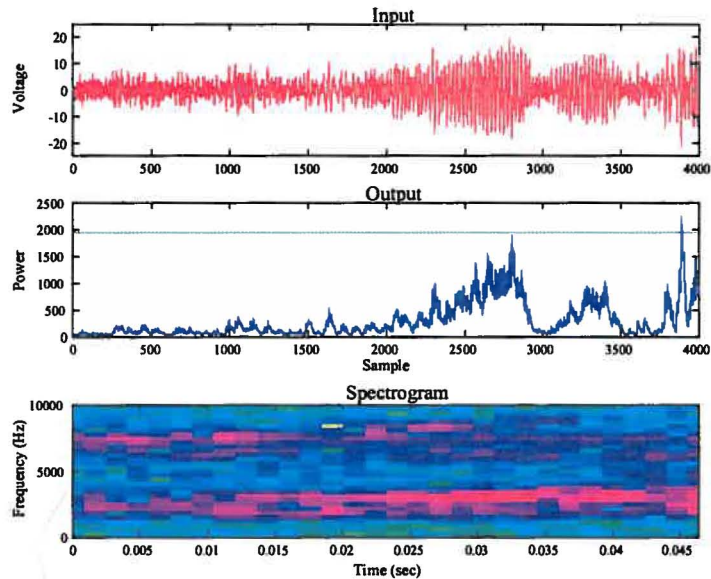 Input
Voltage
20
10
0
-10
-20
0 500 1000 1500 2000 2500 3000 3500 4000
Output
Power
2500
2000
1500
1000
500
0
0 500 1000 1500 2000 2500 3000 3500 4000
Sample
Spectrogram
Frequency (Hz)
10000
5000
0
0 0.005 0.01 0.015 0.02 0.025 0.03 0.035 0.04 0.045
Time (sec)